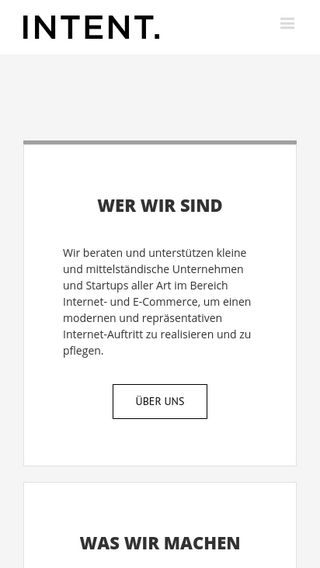 INTENT.
WER WIR SIND
Wir beraten und unterstützen kleine
und mittelständische Unternehmen
und Startups aller Art im Bereich
Internet- und E-Commerce, um einen
modernen und repräsentativen
Internet-Auftritt zu realisieren und zu
pflegen.
ÜBER UNS
WAS WIR MACHEN